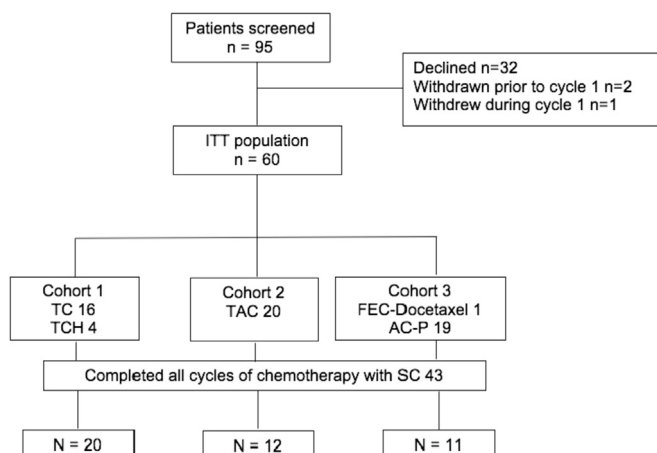 Patients screened
n = 95
Declined n=32
Withdrawn prior to cycle 1 n=2
Withdrew during cycle 1 n=1
ITT population
n = 60
Cohort 1
TC 16
TCH 4
Cohort 2
TAC 20
Cohort 3
FEC-Docetaxel 1
AC-P 19
Completed all cycles of chemotherapy with SC 43
N = 20
N = 12
N = 11